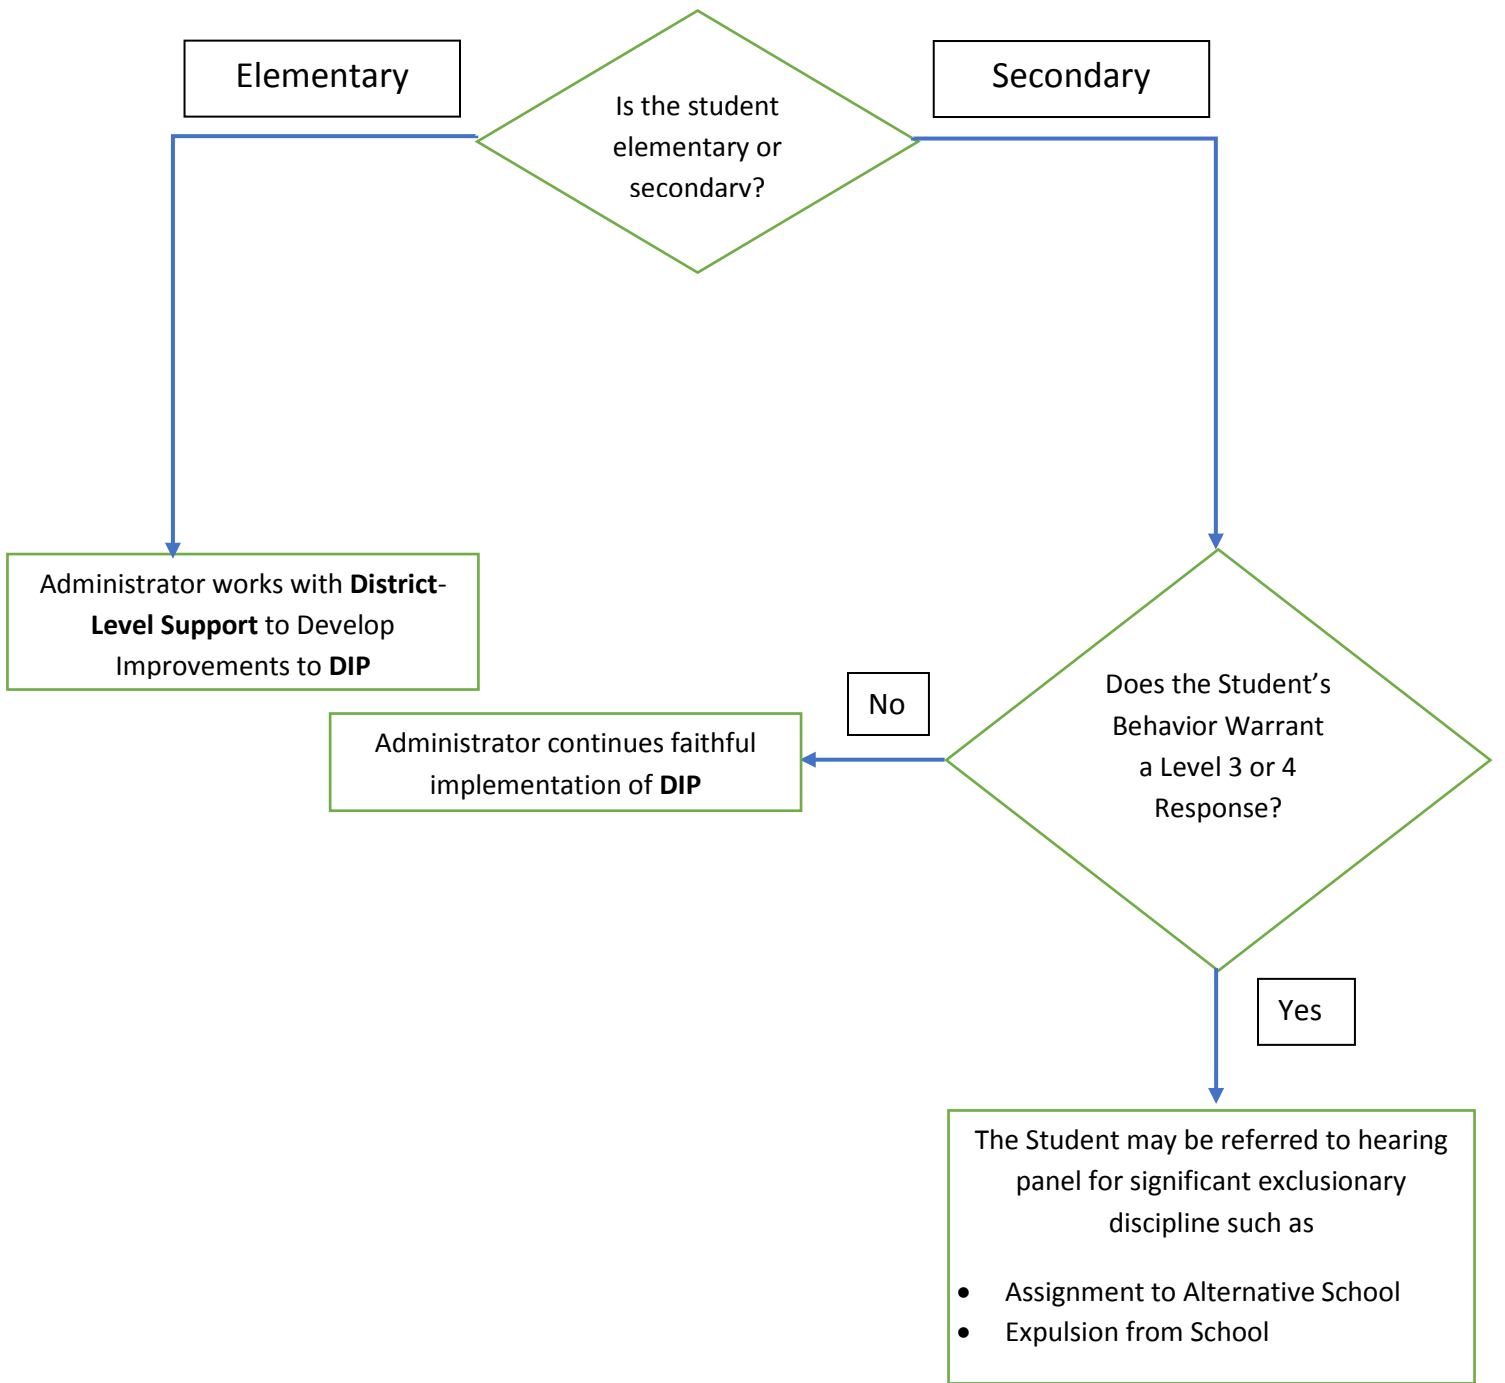 Elementary
Secondary
Is the student
elementary or
secondary?
Administrator works with District-
Level Support to Develop
Improvements to DIP
No
Administrator continues faithful
implementation of DIP
Does the Student’s
Behavior Warrant
a Level 3 or 4
Response?
Yes
The Student may be referred to hearing
panel for significant exclusionary
discipline such as
• Assignment to Alternative School
• Expulsion from School